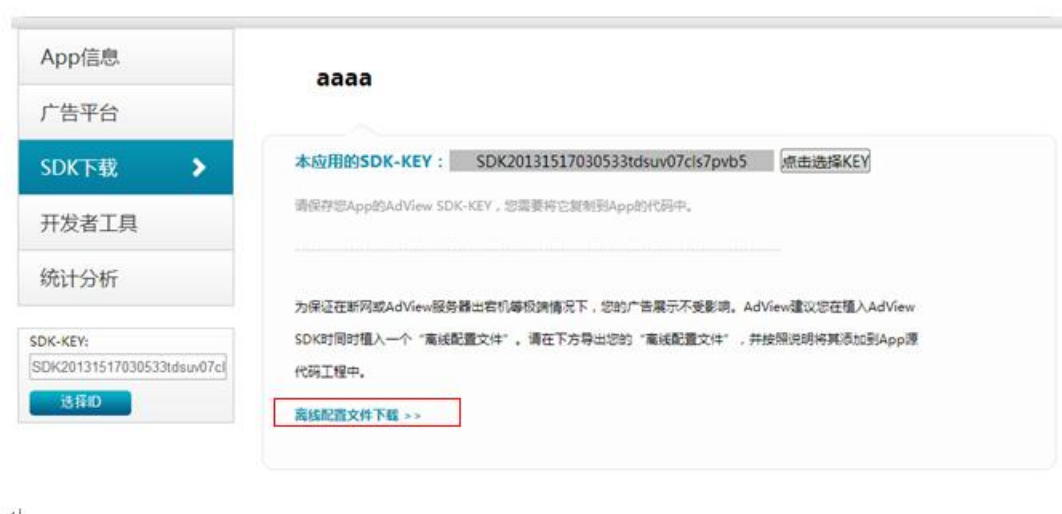 App信息
广告平台
SDK下载
开发者工具
统计分析
SDK-KEY:
SDK20131517030533tdsuv07cl
选择ID
aaaa
本应用的SDK-KEY： SDK20131517030533tdsuv07cls7pvb5 点击选择KEY
请保存您App的AdView SDK-KEY，您需要将它复制到App的代码中。
为保证在断网或AdView服务器出宕机等极端情况下，您的广告展示不受影响。AdView建议您在植入AdView
SDK时同时植入一个“离线配置文件”。请在下方导出您的“离线配置文件”，并按照说明将其添加到App源
代码工程中。
离线配置文件下载 >>